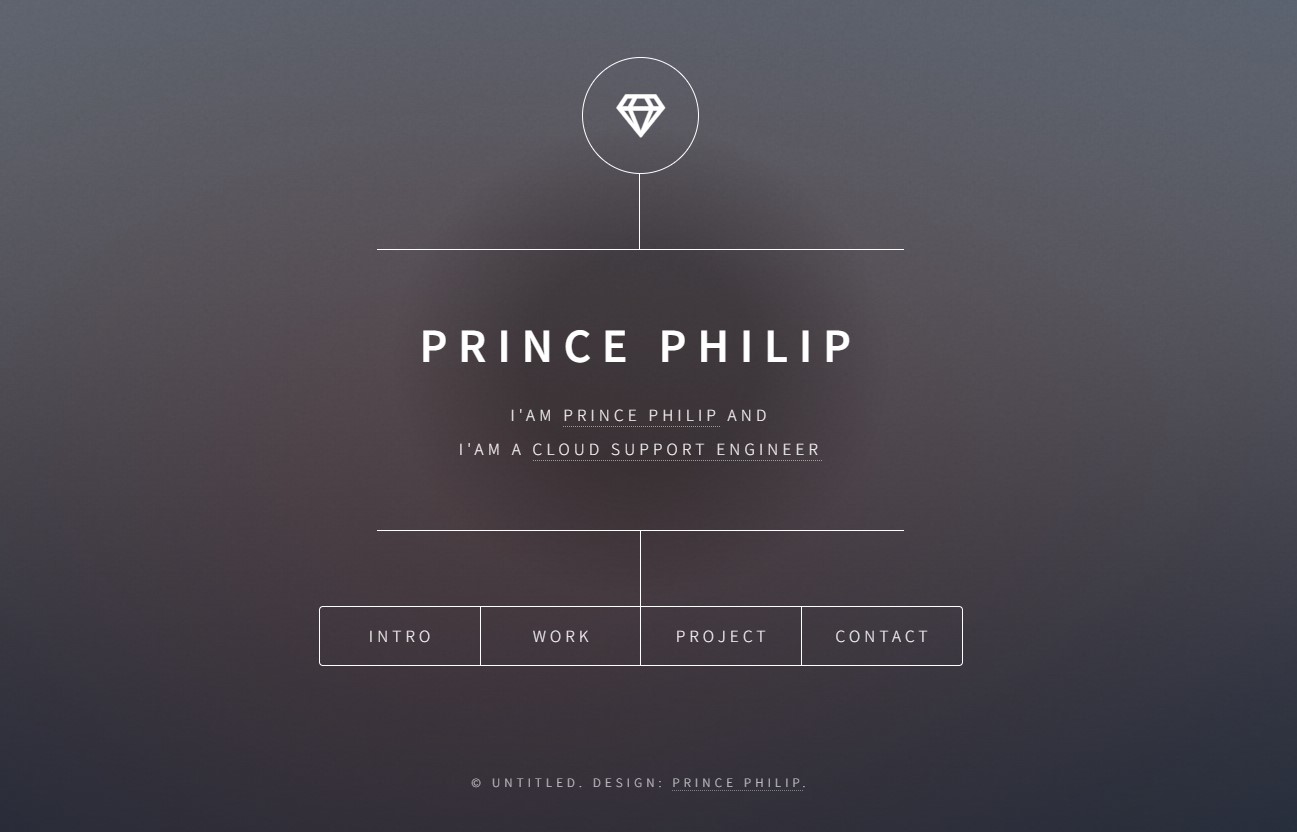 PRINCE PHILIP
I'AM PRINCE PHILIP AND
I'AM A CLOUD SUPPORT ENGINEER
INTRO WORK PROJECT CONTACT
© UNTITLED. DESIGN: PRINCE PHILIP.